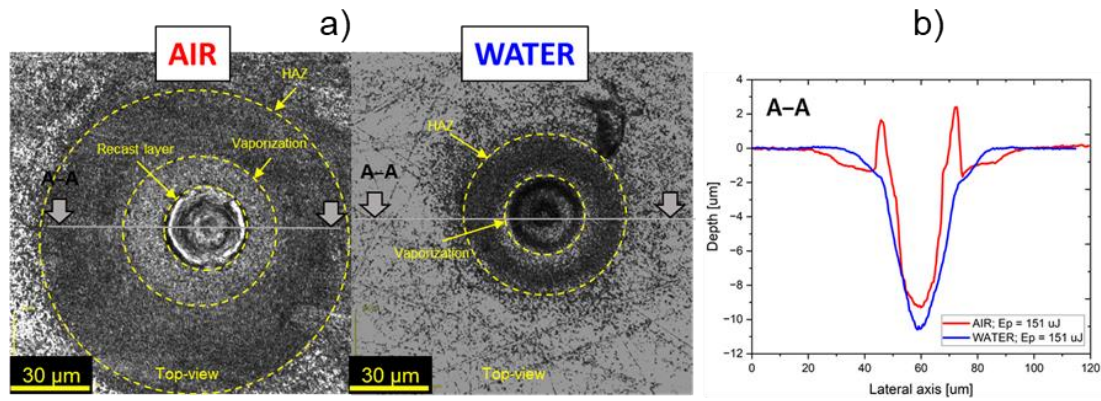 a)
b)
AIR
WATER
HAZ
Vaporization
Recast layer
A–A
30 µm
Top-view
HAZ
A–A
Vaporization
30 µm
Top-view
A–A
4
2
0
-2
-4
-6
-8
-10
-12
Depth [um]
AIR; Ep = 151 uJ
WATER; Ep = 151 uJ
0 20 40 60 80 100 120
Lateral axis [um]